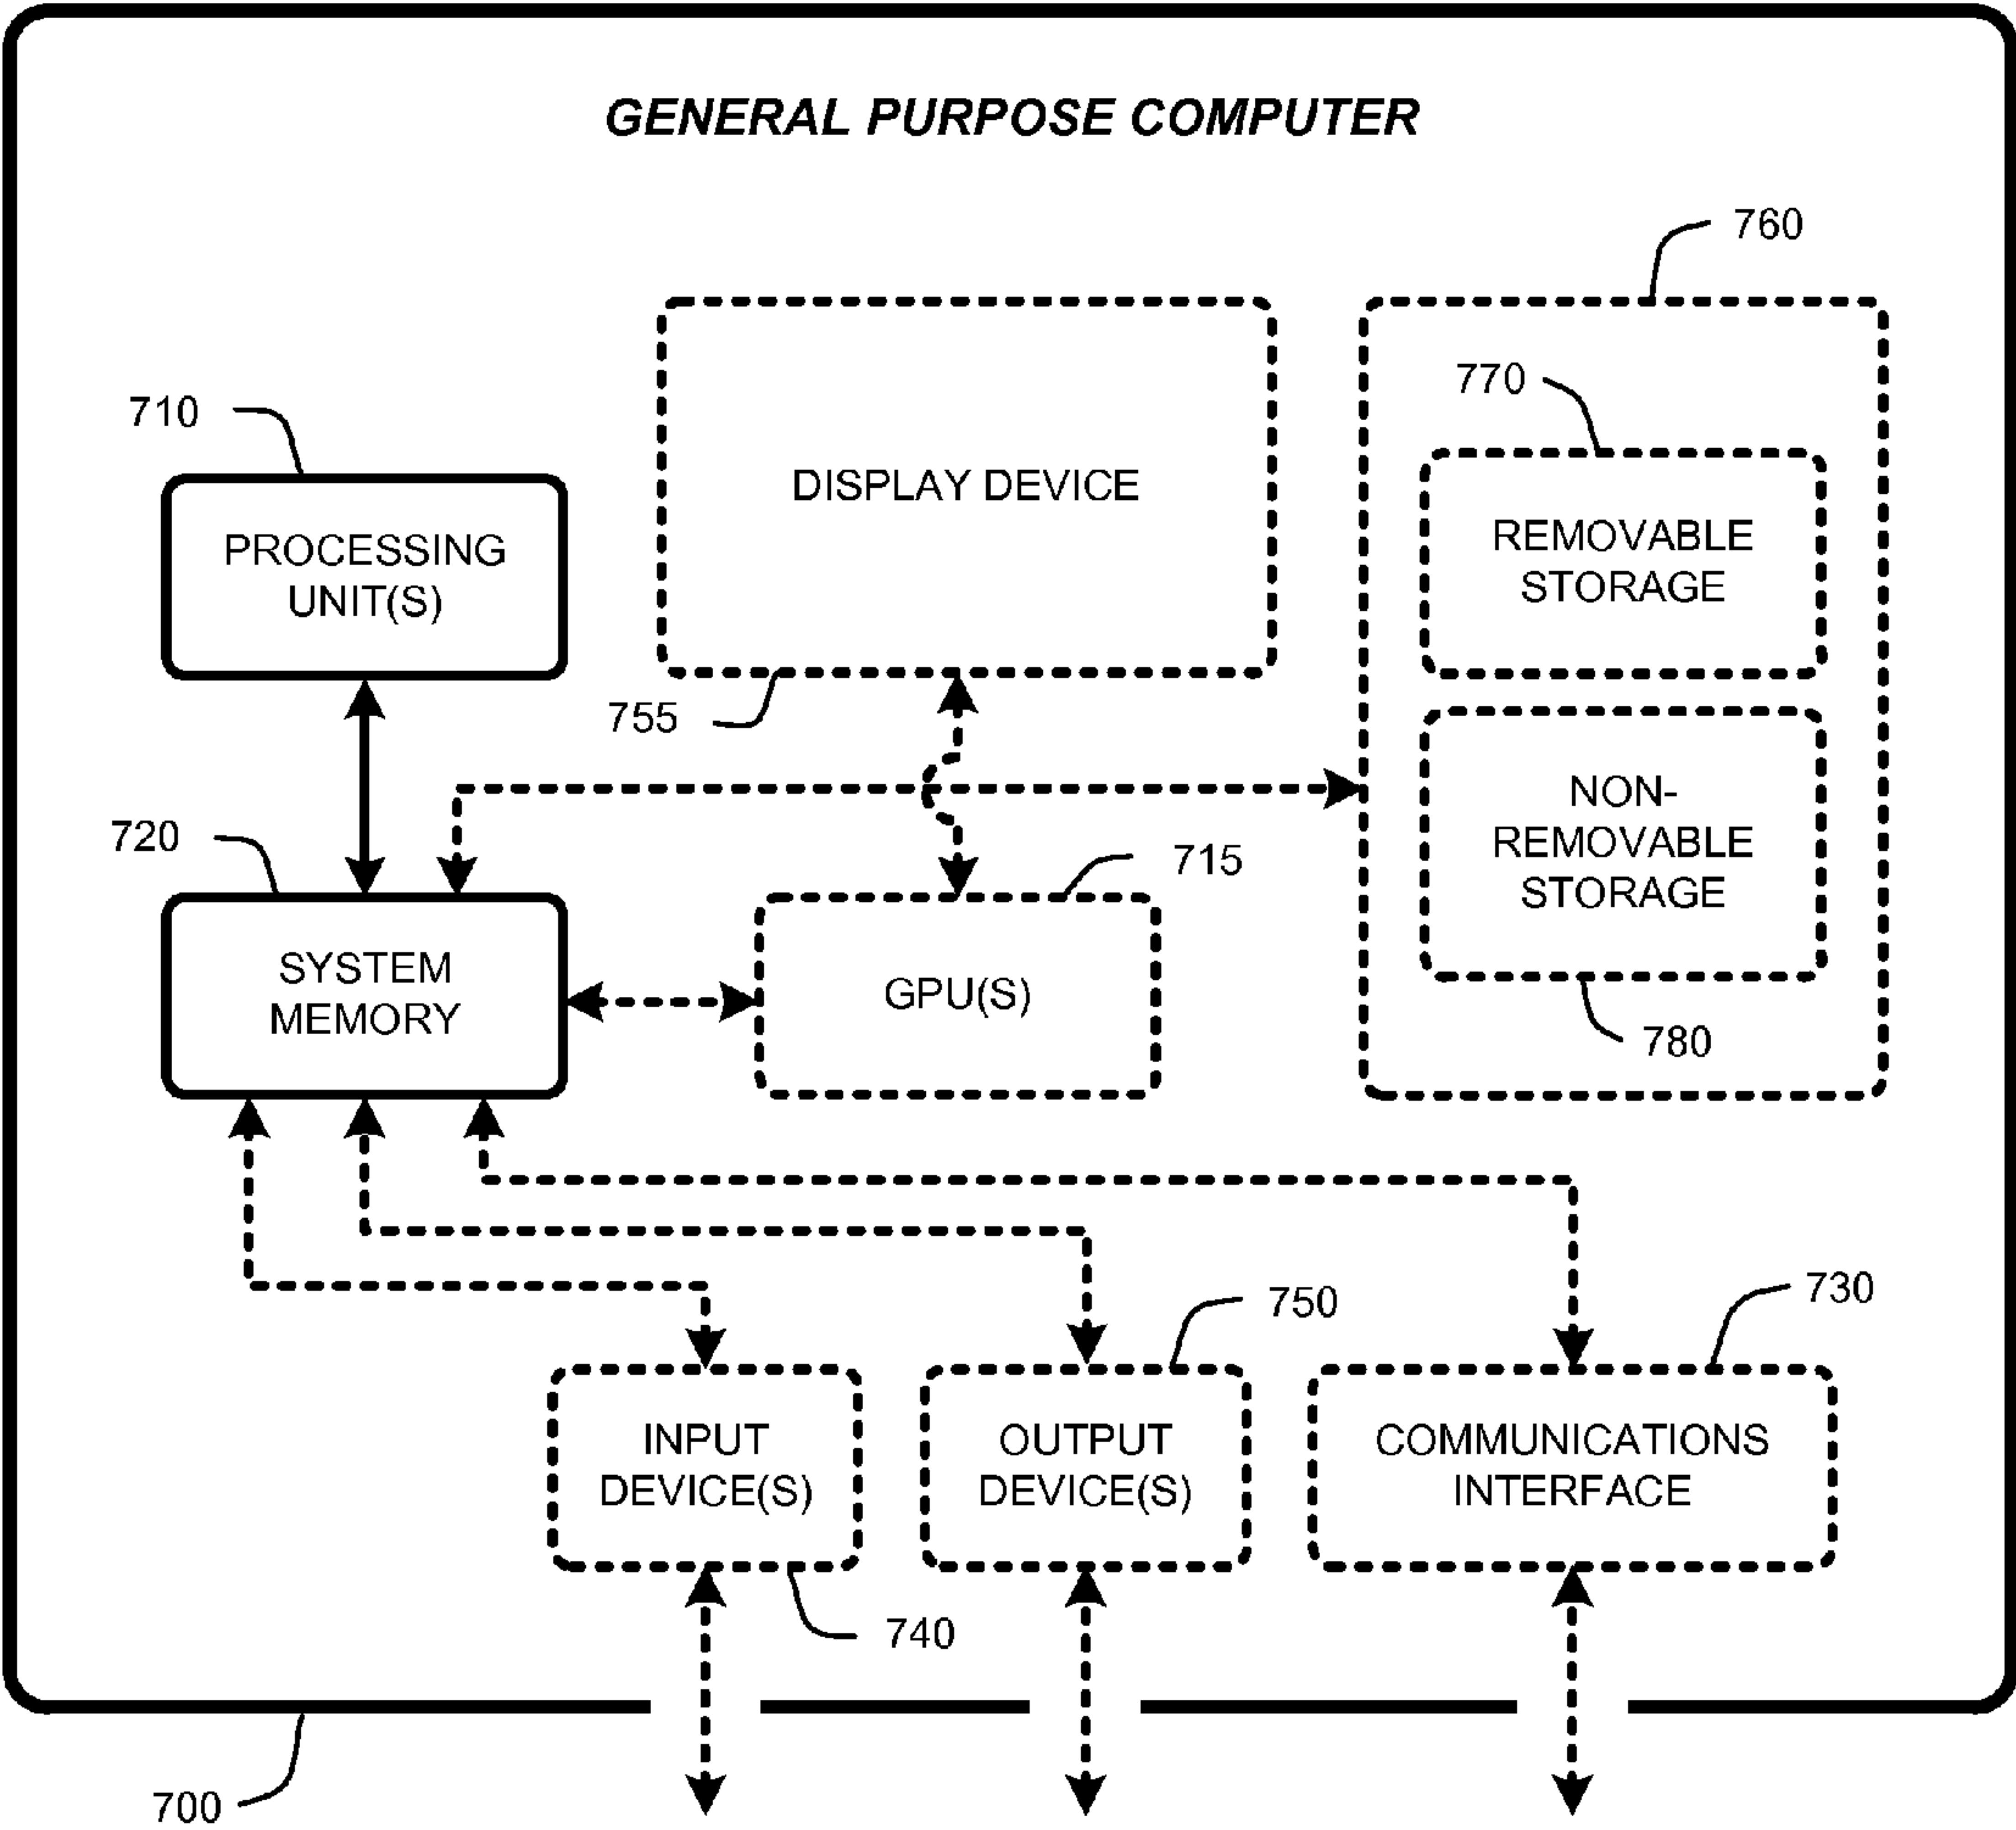 GENERAL PURPOSE COMPUTER
760
770
710
DISPLAY DEVICE
REMOVABLE
STORAGE
PROCESSING
UNIT(S)
755
NON-
REMOVABLE
STORAGE
720
715
SYSTEM
MEMORY
GPU(S)
780
750
730
INPUT
DEVICE(S)
OUTPUT
DEVICE(S)
COMMUNICATIONS
INTERFACE
740
700